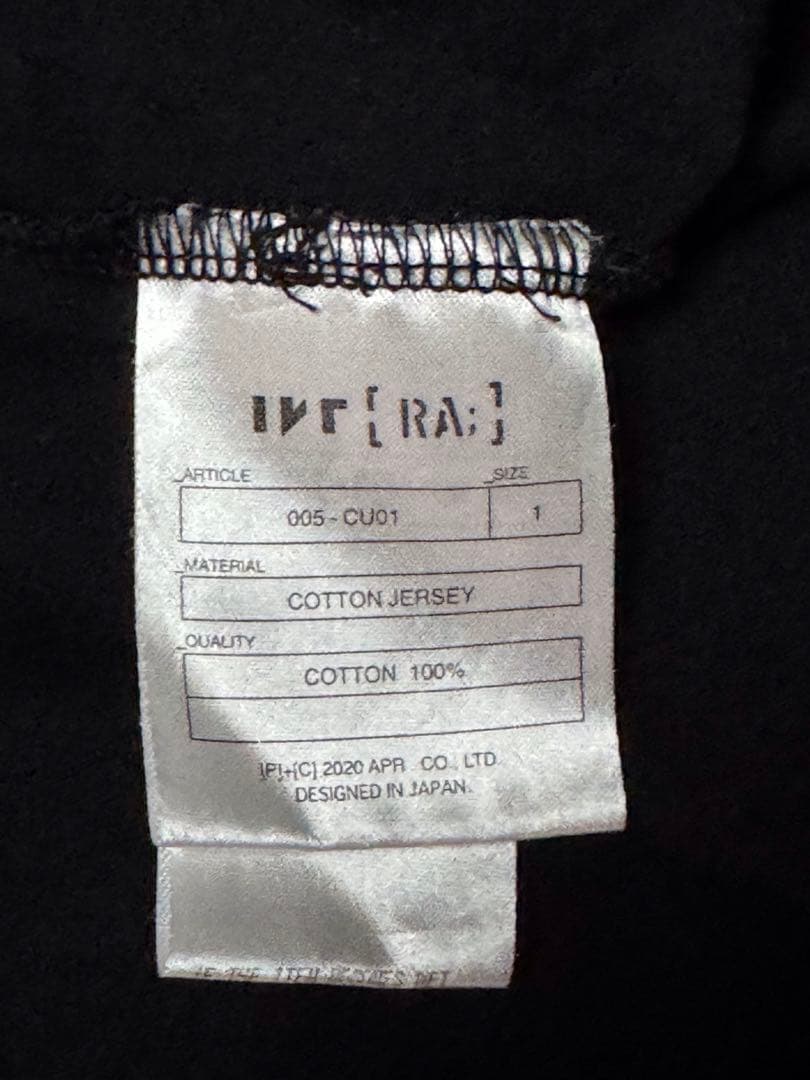 INF[RA;]
_ARTICLE _SIZE
005-CU01 1
_MATERIAL
COTTON JERSEY
_QUALITY
COTTON 100%
[P]+[C] 2020 APR . CO., LTD.
DESIGNED IN JAPAN.
THE